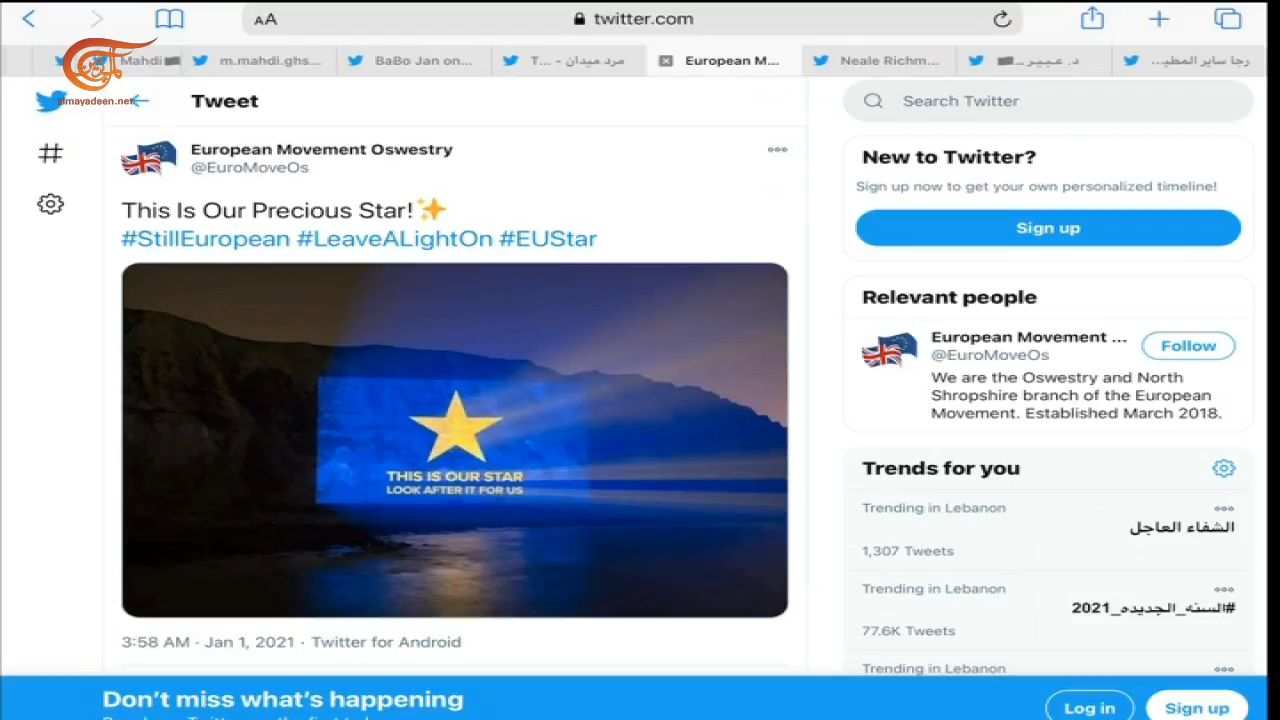 twitter.com
AA
Mahdi
m.mahdi.ghs...
BaBo Jan on...
T... - مرد ميدان
European M...
Neale Richm...
د. عـبـيـر
رجا ساير المطيـ...
almayadeen.net
Tweet
Search Twitter
European Movement Oswestry
@EuroMoveOs
This Is Our Precious Star!✨
#StillEuropean #LeaveALightOn #EUStar
THIS IS OUR STAR
LOOK AFTER IT FOR US
3:58 AM · Jan 1, 2021 · Twitter for Android
New to Twitter?
Sign up now to get your own personalized timeline!
Sign up
Relevant people
European Movement ...
@EuroMoveOs
Follow
We are the Oswestry and North
Shropshire branch of the European
Movement. Established March 2018.
Trends for you
Trending in Lebanon
الشفاء العاجل
1,307 Tweets
Trending in Lebanon
#السنه_الجديده_2021
77.6K Tweets
Trending in Lebanon
Don't miss what's happening
Log in
Sign up